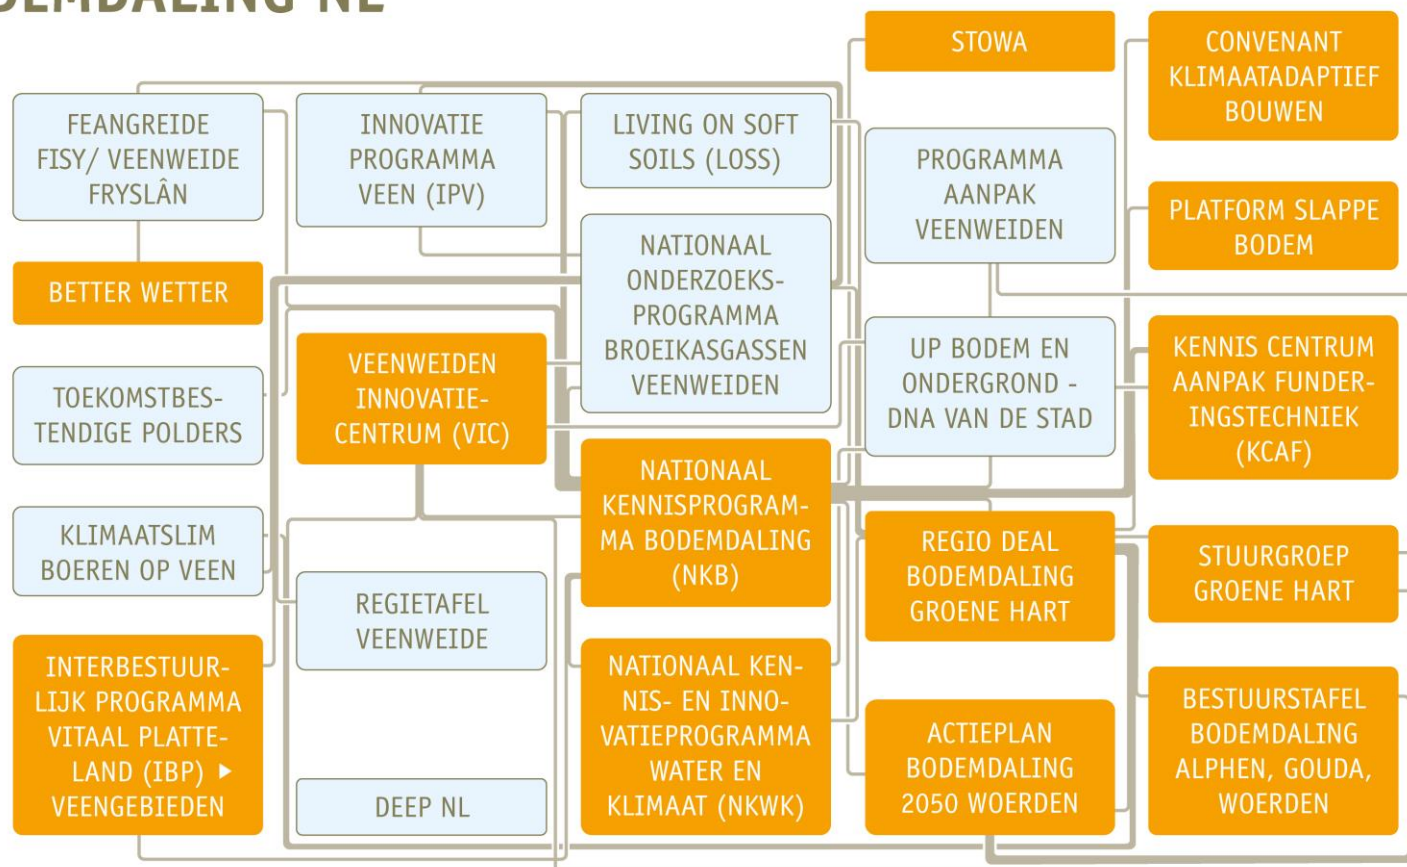 DEMDALING NL
FEANGREIDE
FISY/ VEENWEIDE
FRYSLÂN
BETTER WETTER
TOEKOMSTBES-
TENDIGE POLDERS
KLIMAATSLIM
BOEREN OP VEEN
INTERBESTUUR-
LIJK PROGRAMMA
VITAAL PLATTE-
LAND (IBP) ▶
VEENGEBIEDEN
INNOVATIE
PROGRAMMA
VEEN (IPV)
VEENWEIDEN
INNOVATIE-
CENTRUM (VIC)
REGIETAFEL
VEENWEIDE
DEEP NL
LIVING ON SOFT
SOILS (LOSS)
NATIONAAL
ONDERZOEKS-
PROGRAMMA
BROEIKASGASSEN
VEENWEIDEN
NATIONAAL
KENNISPROGRAM-
MA BODEMDALING
(NKB)
NATIONAAL KEN-
NIS- EN INNO-
VATIEPROGRAMMA
WATER EN
KLIMAAT (NKWK)
STOWA
PROGRAMMA
AANPAK
VEENWEIDEN
UP BODEM EN
ONDERGROND -
DNA VAN DE STAD
REGIO DEAL
BODEMDALING
GROENE HART
ACTIEPLAN
BODEMDALING
2050 WOERDEN
CONVENANT
KLIMAATADAPTIEF
BOUWEN
PLATFORM SLAPPE
BODEM
KENNIS CENTRUM
AANPAK FUNDER-
INGSTECHNIEK
(KCAF)
STUURGROEP
GROENE HART
BESTUURSTAFEL
BODEMDALING
ALPHEN, GOUDA,
WOERDEN